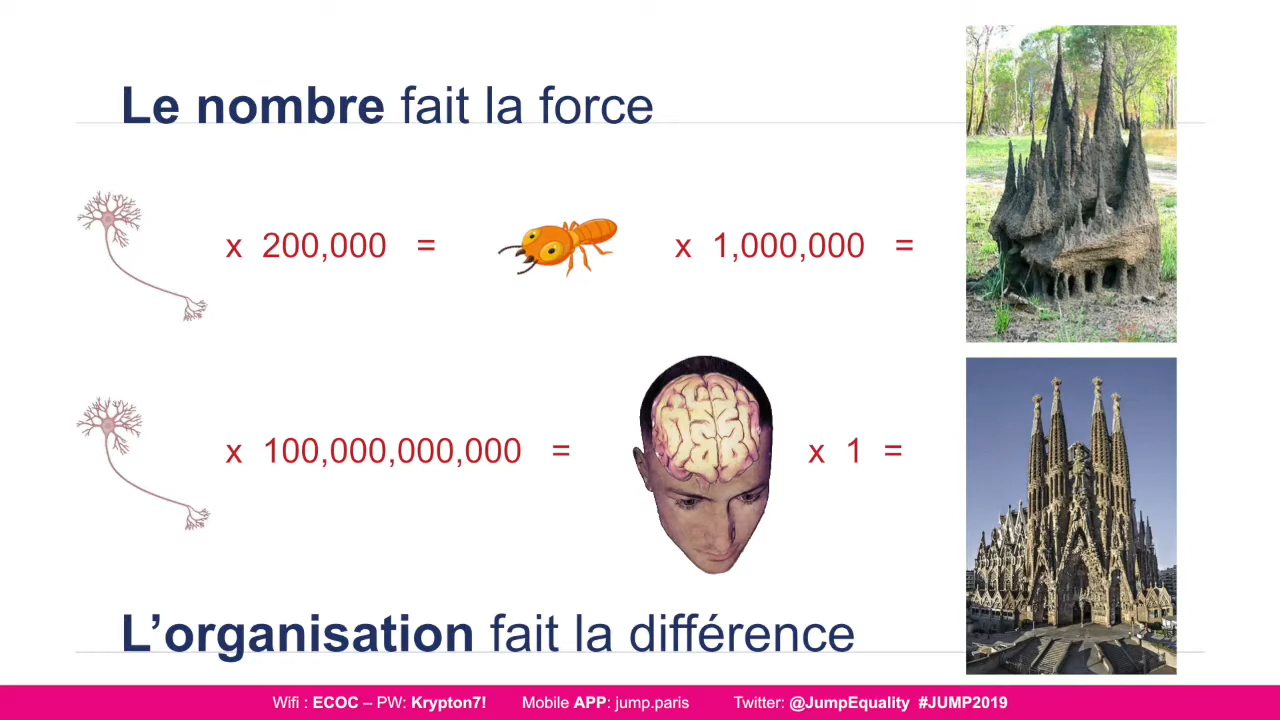 Le nombre fait la force
x 200,000 = x 1,000,000 =
x 100,000,000,000 = x 1 =
L’organisation fait la différence
Wifi : ECOC – PW: Krypton7! Mobile APP: jump.paris Twitter: @JumpEquality #JUMP2019